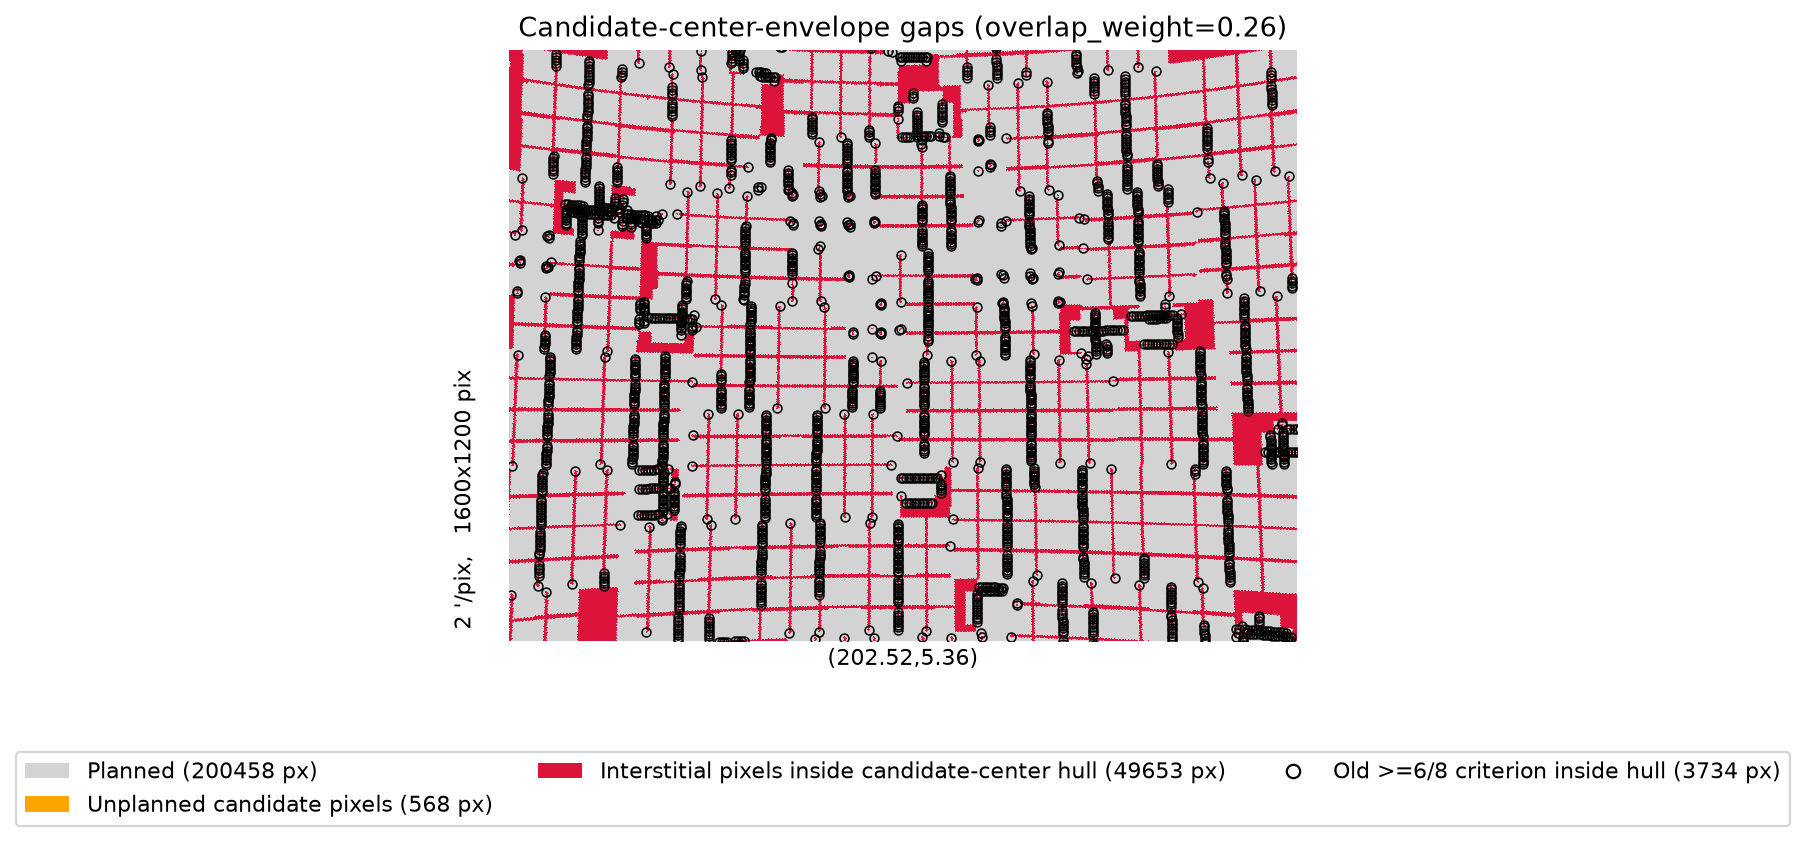 Candidate-center-envelope gaps (overlap_weight=0.26)
2 '/pix,   1600x1200 pix
(202.52,5.36)
Planned (200458 px)
Unplanned candidate pixels (568 px)
Interstitial pixels inside candidate-center hull (49653 px)
Old >=6/8 criterion inside hull (3734 px)